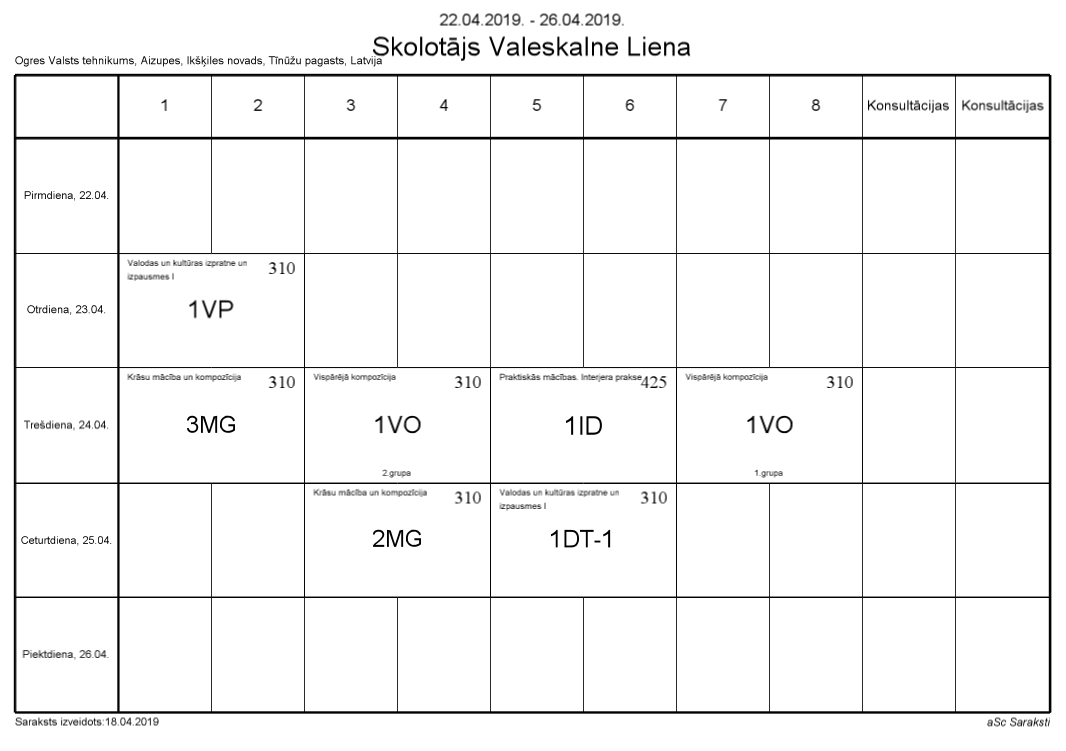 22.04.2019. - 26.04.2019.
Skolotājs Valeskalne Liena
Ogres Valsts tehnikums, Aizupes, Ikšķiles novads, Tīnūžu pagasts, Latvija
1 2 3 4 5 6 7 8 Konsultācijas Konsultācijas
Pirmdiena, 22.04.
Otrdiena, 23.04.
Valodas un kultūras izpratne un
izpausmes I
310
1VP
Trešdiena, 24.04.
Krāsu mācība un kompozīcija
310
3MG
Vispārējā kompozīcija
310
1VO
2.grupa
Praktiskās mācības. Interjera prakse
425
1ID
Vispārējā kompozīcija
310
1VO
1.grupa
Ceturtdiena, 25.04.
Krāsu mācība un kompozīcija
310
2MG
Valodas un kultūras izpratne un
izpausmes I
310
1DT-1
Piektdiena, 26.04.
Saraksts izveidots:18.04.2019
aSc Saraksti